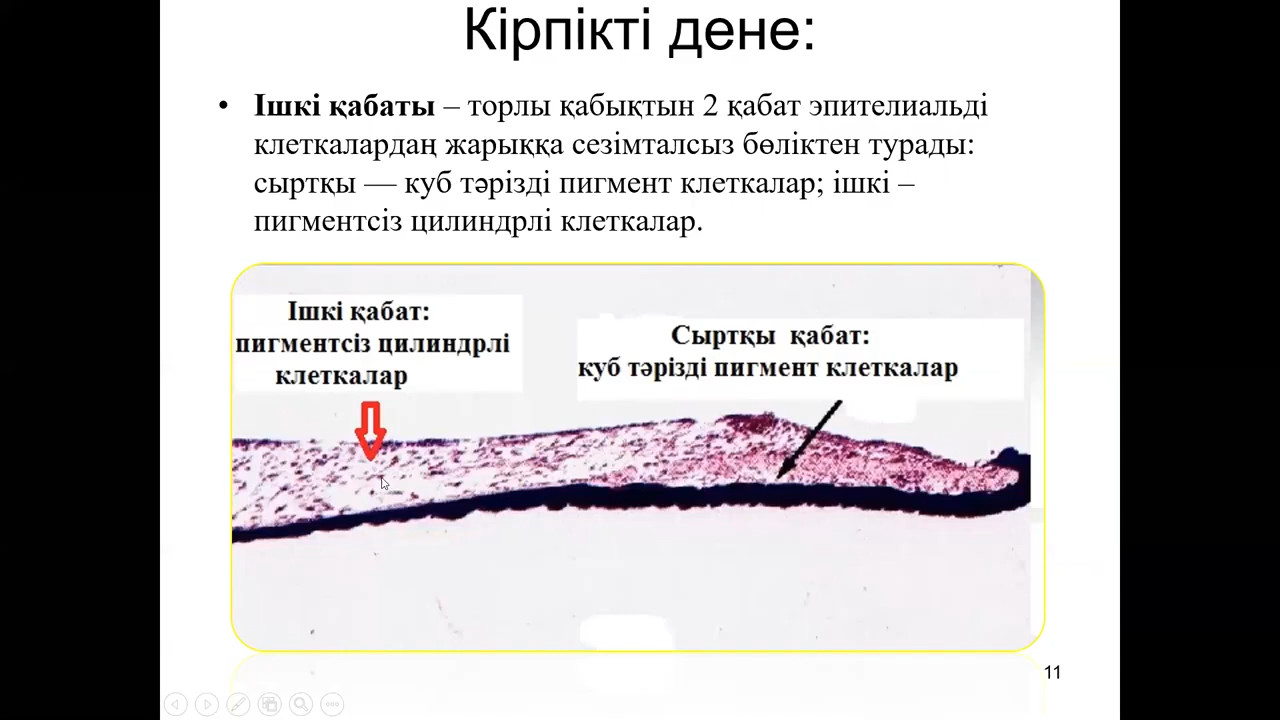 Кірпікті дене:
• Ішкі қабаты – торлы қабықтын 2 қабат эпителиальді
клеткалардаң жарыққа сезімталсыз бөліктен турады:
сыртқы — куб тәрізді пигмент клеткалар; ішкі –
пигментсіз цилиндрлі клеткалар.
Ішкі қабат:
пигментсіз цилиндрлі
клеткалар
Сыртқы қабат:
куб тәрізді пигмент клеткалар
11